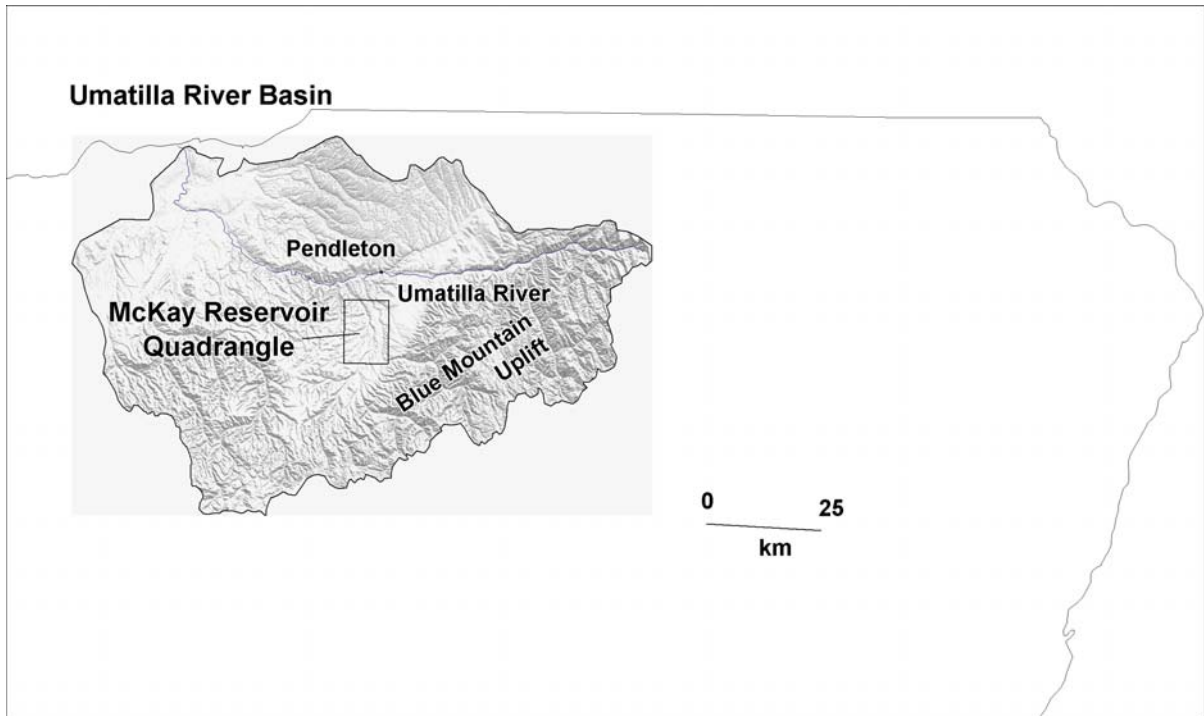 Umatilla River Basin
Pendleton
Umatilla River
McKay Reservoir
Quadrangle
Blue Mountain
Uplift
0 25
km